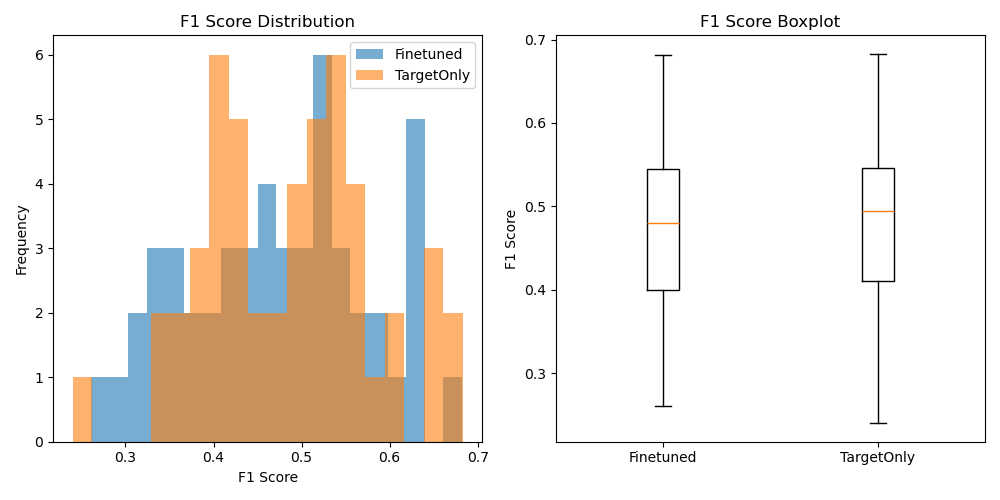 F1 Score Distribution
Finetuned
TargetOnly
6
5
4
3
2
1
0
Frequency
0.3
0.4
0.5
0.6
0.7
F1 Score
F1 Score Boxplot
0.7
0.6
0.5
0.4
0.3
F1 Score
Finetuned
TargetOnly